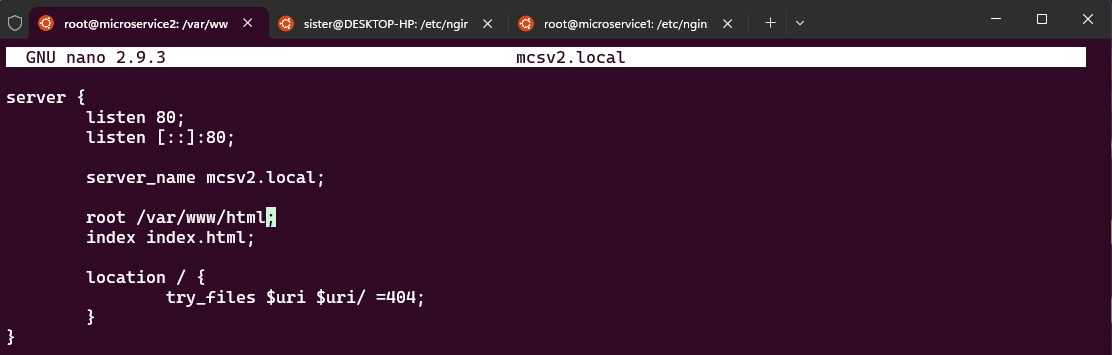 root@microservice2: /var/ww
sister@DESKTOP-HP: /etc/ngir
root@microservice1: /etc/ngin
GNU nano 2.9.3 mcsv2.local
server {
listen 80;
listen [::]:80;
server_name mcsv2.local;
root /var/www/html;
index index.html;
location / {
try_files $uri $uri/ =404;
}
}